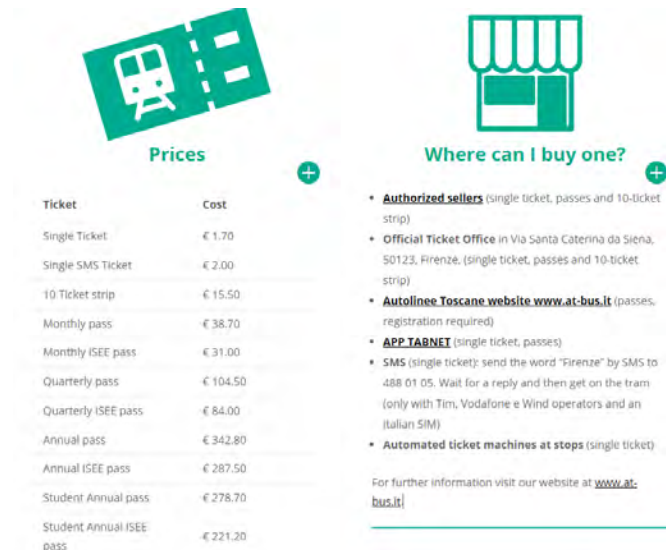 Prices
Ticket Cost
Single Ticket € 1.70
Single SMS Ticket € 2.00
10 Ticket strip € 15.50
Monthly pass € 38.70
Monthly ISEE pass € 31.00
Quarterly pass € 104.50
Quarterly ISEE pass € 84.00
Annual pass € 342.80
Annual ISEE pass € 287.50
Student Annual pass € 278.70
Student Annual ISEE
pass € 221.20
Where can I buy one?
• Authorized sellers (single ticket, passes and 10-ticket
strip)
• Official Ticket Office in Via Santa Caterina da Siena,
50123, Firenze, (single ticket, passes and 10-ticket
strip)
• Autolinee Toscane website www.at-bus.it (passes,
registration required)
• APP TABNET (single ticket, passes)
• SMS (single ticket): send the word "Firenze" by SMS to
488 01 05. Wait for a reply and then get on the tram
(only with Tim, Vodafone e Wind operators and an
Italian SIM)
• Automated ticket machines at stops (single ticket)
For further information visit our website at www.at-
bus.it